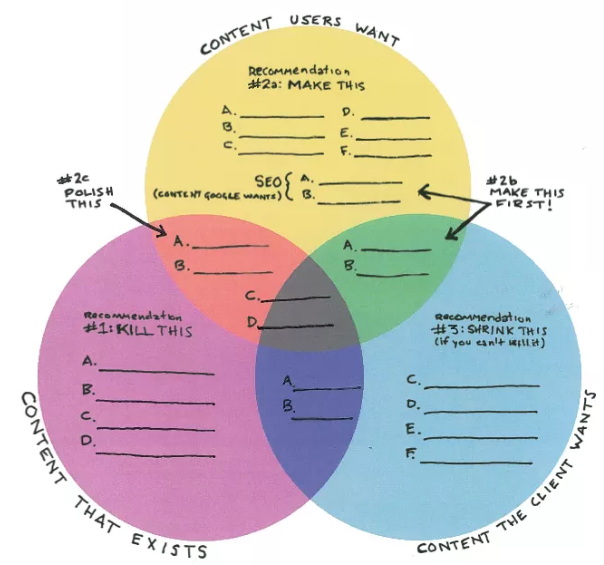 CONTENT USERS WANT
Recommendation
#2a: MAKE THIS
A. D.
B. E.
C. F.
SEO { A.
(CONTENT GOOGLE WANTS) B.
#2c
POLISH
THIS
#2b
MAKE THIS
FIRST!
A.
B.
A.
B.
C.
D.
Recommendation
#1: KILL THIS
A.
B.
C.
D.
A.
B.
Recommendation
#3: SHRINK THIS
(if you can't kill it)
C.
D.
E.
F.
CONTENT THAT EXISTS
CONTENT THE CLIENT WANTS